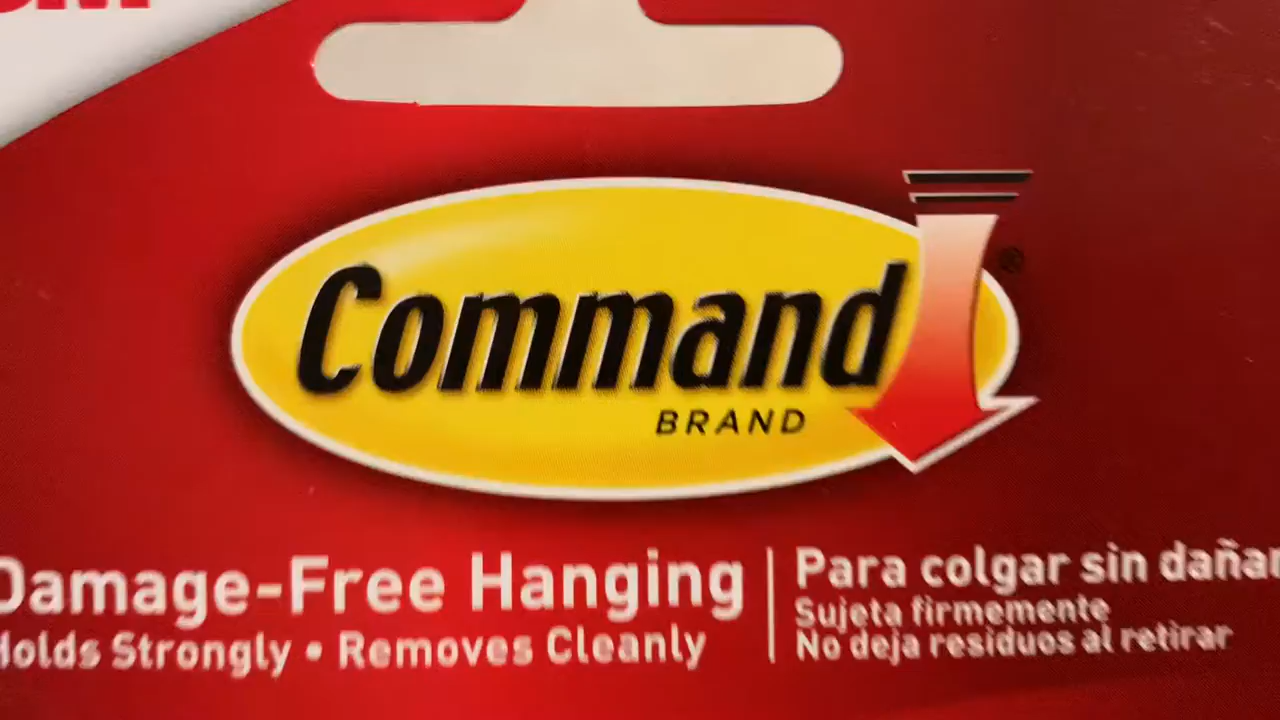 Command
BRAND
Damage-Free Hanging
Holds Strongly • Removes Cleanly
Para colgar sin dañar
Sujeta firmemente
No deja residuos al retirar